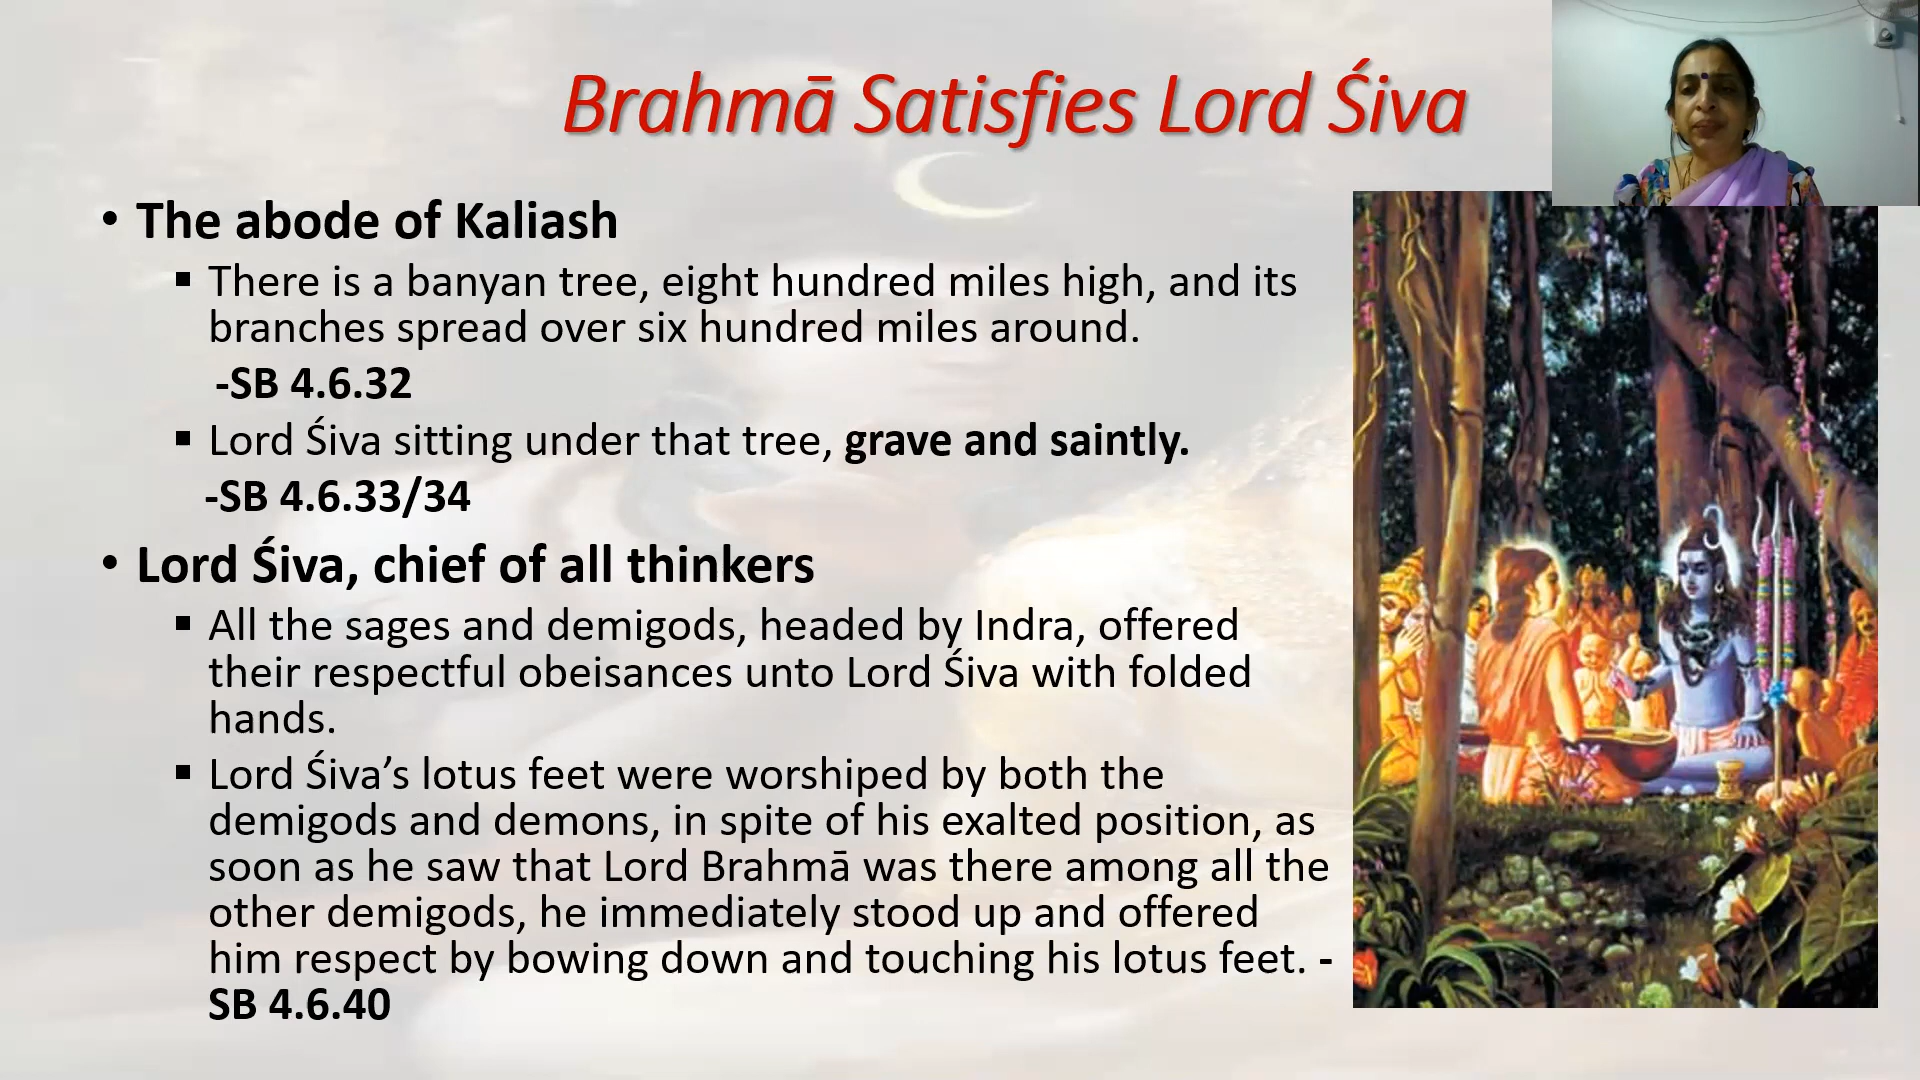 Brahmā Satisfies Lord Śiva
• The abode of Kaliash
▪ There is a banyan tree, eight hundred miles high, and its
branches spread over six hundred miles around.
-SB 4.6.32
▪ Lord Śiva sitting under that tree, grave and saintly.
-SB 4.6.33/34
• Lord Śiva, chief of all thinkers
▪ All the sages and demigods, headed by Indra, offered
their respectful obeisances unto Lord Śiva with folded
hands.
▪ Lord Śiva’s lotus feet were worshiped by both the
demigods and demons, in spite of his exalted position, as
soon as he saw that Lord Brahmā was there among all the
other demigods, he immediately stood up and offered
him respect by bowing down and touching his lotus feet. -
SB 4.6.40